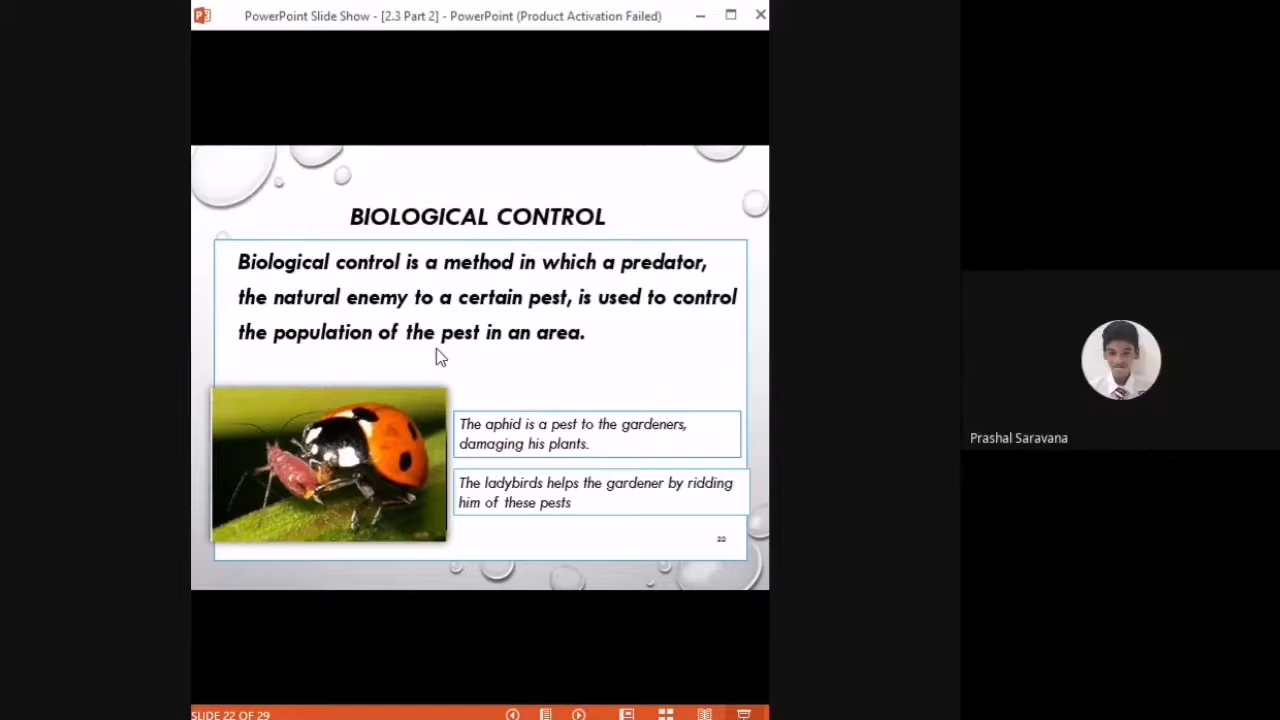 PowerPoint Slide Show - [2.3 Part 2] - PowerPoint (Product Activation Failed)
BIOLOGICAL CONTROL
Biological control is a method in which a predator,
the natural enemy to a certain pest, is used to control
the population of the pest in an area.
The aphid is a pest to the gardeners,
damaging his plants.
The ladybirds helps the gardener by ridding
him of these pests
22
Prashal Saravana
SLIDE 22 OF 29